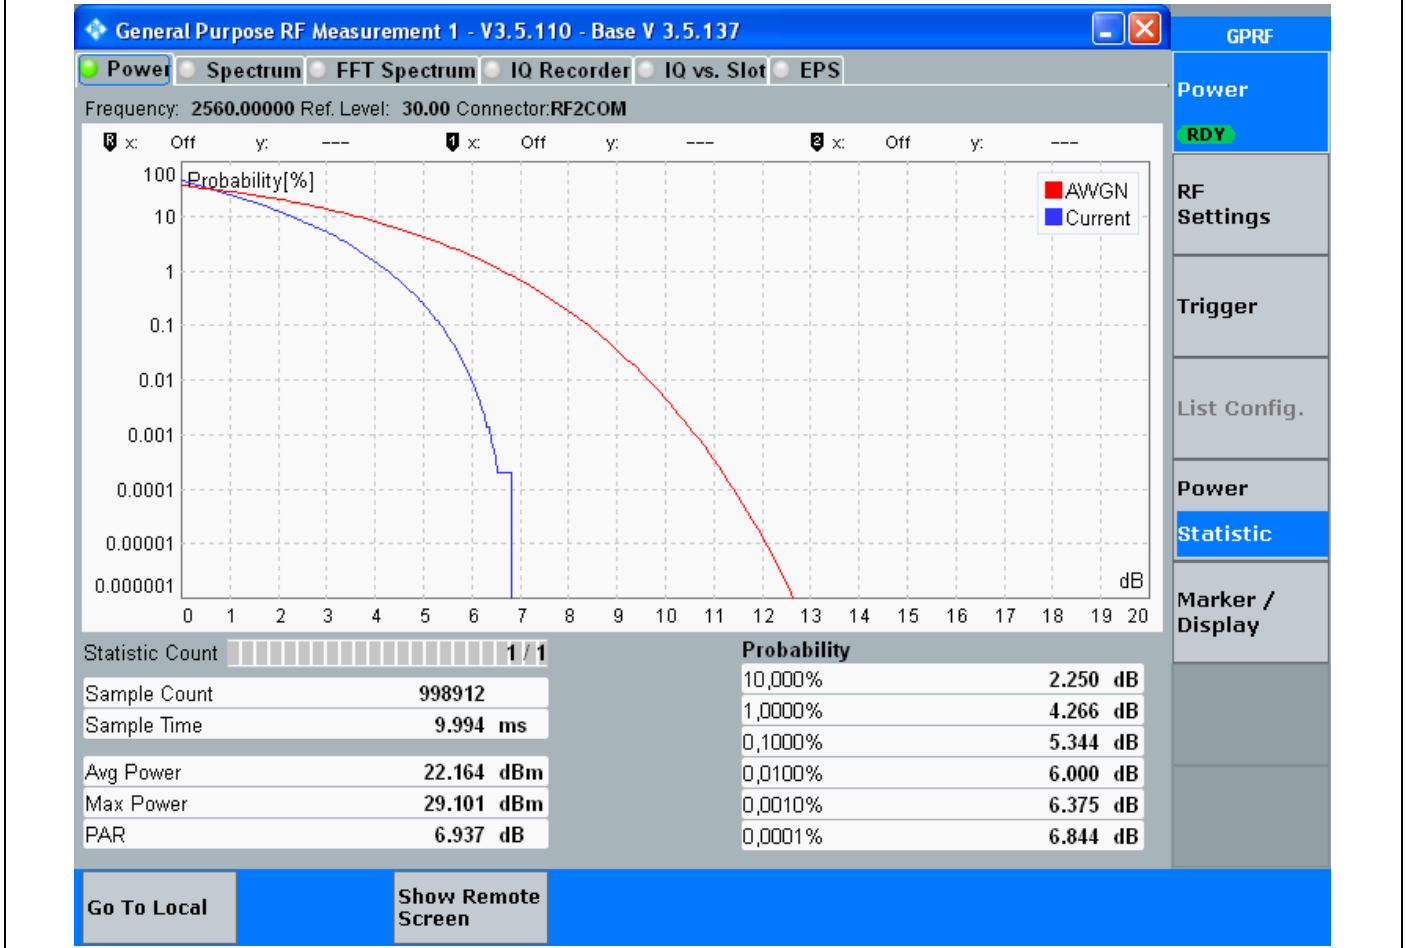 General Purpose RF Measurement 1 - V3.5.110 - Base V 3.5.137
GPRF
Power Spectrum FFT Spectrum IQ Recorder IQ vs. Slot EPS
Frequency: 2560.00000 Ref. Level: 30.00 Connector:RF2COM
R x: Off y: --- 1 x: Off y: --- 2 x: Off y: ---
Probability[%]
100
10
1
0.1
0.01
0.001
0.0001
0.00001
0.000001
AWGN
Current
dB
0 1 2 3 4 5 6 7 8 9 10 11 12 13 14 15 16 17 18 19 20
Statistic Count 1 / 1
Sample Count 998912
Sample Time 9.994 ms
Avg Power 22.164 dBm
Max Power 29.101 dBm
PAR 6.937 dB
Probability
10,000% 2.250 dB
1,0000% 4.266 dB
0,1000% 5.344 dB
0,0100% 6.000 dB
0,0010% 6.375 dB
0,0001% 6.844 dB
Power
RDY
RF
Settings
Trigger
List Config.
Power
Statistic
Marker /
Display
Go To Local
Show Remote
Screen